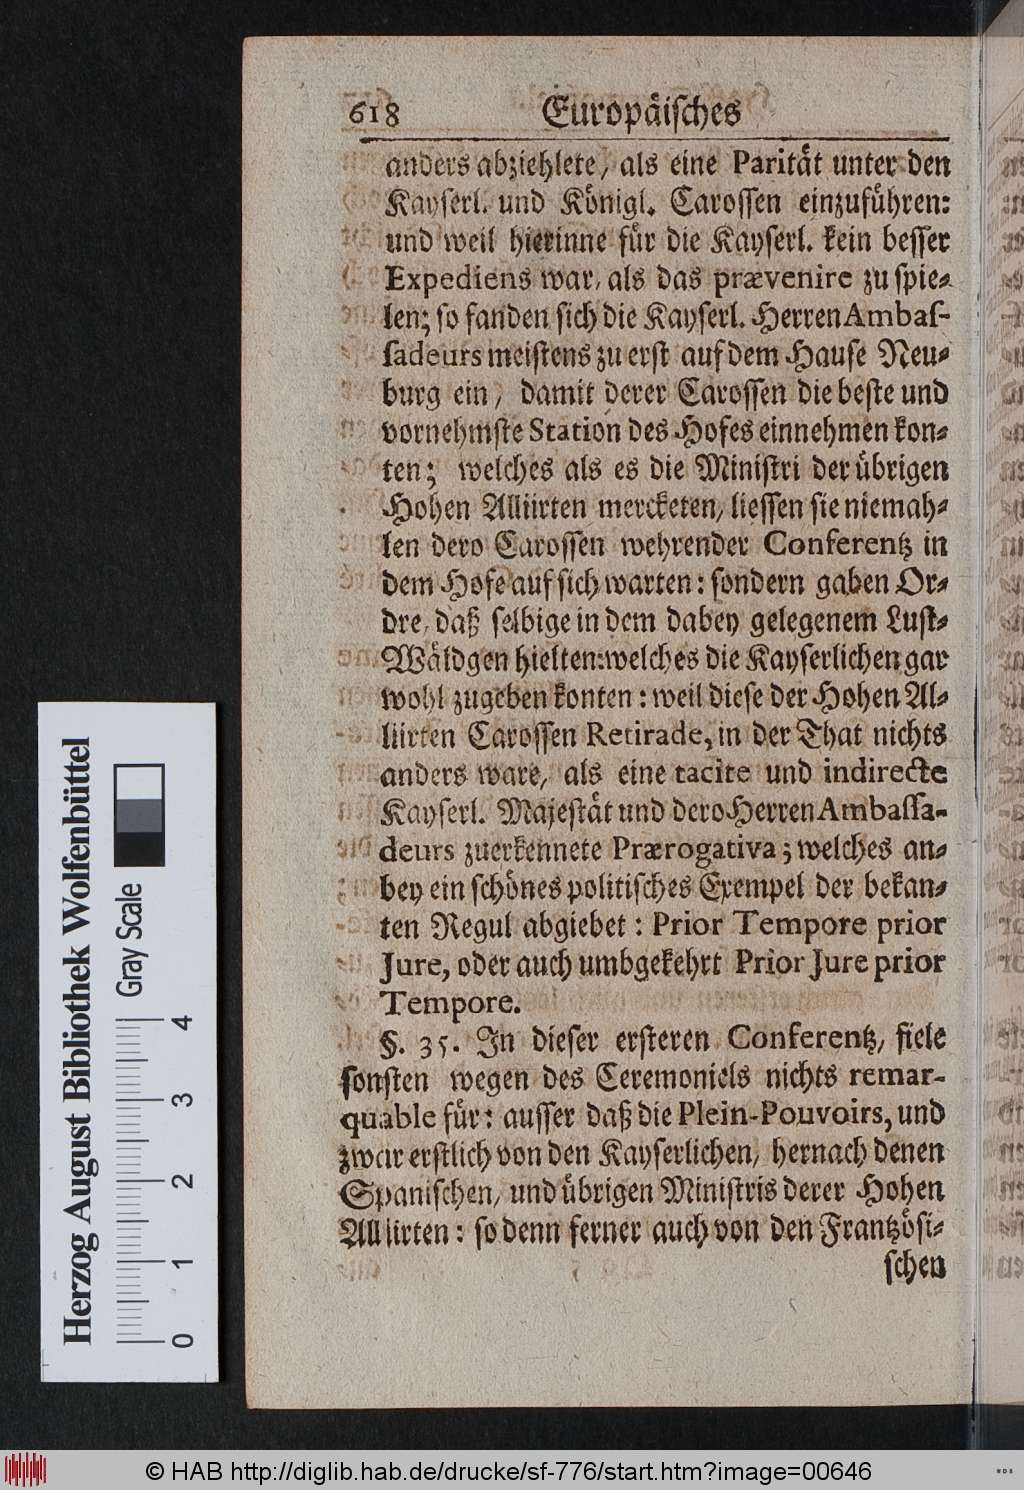 618 Europäiſches
anders abziehlete, als eine Parität unter den
Kayſerl. und Königl. Caroſſen einzuführen:
und weil hierinne für die Kayſerl. kein beſſer
Expediens war, als das prævenire zu ſpie-
len; ſo fanden ſich die Kayſerl. Herren Ambaſ-
ſadeurs meiſtens zu erſt auf dem Hauſe Neu-
burg ein, damit derer Caroſſen die beſte und
vornehmſte Station des Hofes einnehmen kon-
ten; welches als es die Miniſtri der übrigen
Hohen Alliirten mercketen, lieſſen ſie niemah-
len dero Caroſſen wehrender Conferentz in
dem Hofe auf ſich warten: ſondern gaben Or-
dre, daß ſelbige in dem dabey gelegenem Luſt-
Wäldgen hielten: welches die Kayſerlichen gar
wohl zugeben konten: weil dieſe der Hohen Al-
liirten Caroſſen Retirade, in der That nichts
anders ware, als eine tacite und indirecte
Kayſerl. Majeſtät und dero Herren Ambaſſa-
deurs zuerkennete Prærogativa; welches an-
bey ein ſchönes politiſches Exempel der bekan-
ten Regul abgiebet: Prior Tempore prior
Jure, oder auch umbgekehrt Prior Jure prior
Tempore.
§. 35. In dieſer erſteren Conferentz, fiele
ſonſten wegen des Ceremoniels nichts remar-
quable für: auſſer daß die Plein-Pouvoirs, und
zwar erſtlich von den Kayſerlichen, hernach denen
Spaniſchen, und übrigen Miniſtris derer Hohen
Alliirten: ſo denn ferner auch von den Frantzöſi-
ſchen
Herzog August Bibliothek Wolfenbüttel
Gray Scale
0 1 2 3 4
© HAB http://diglib.hab.de/drucke/sf-776/start.htm?image=00646